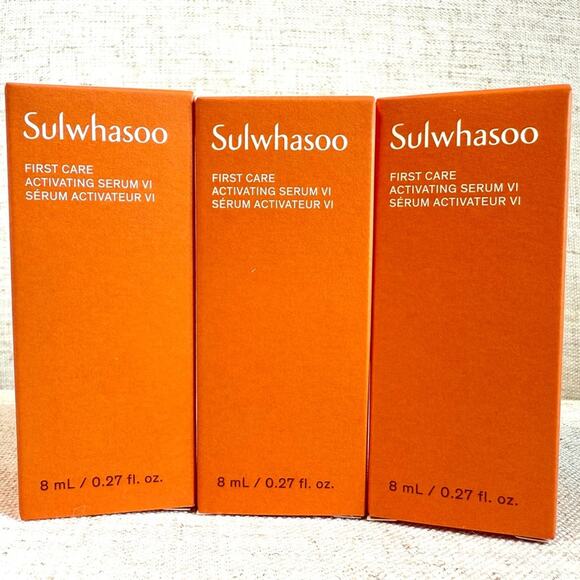 Sulwhasoo
FIRST CARE
ACTIVATING SERUM VI
SÉRUM ACTIVATEUR VI
8 mL / 0.27 fl. oz.
Sulwhasoo
FIRST CARE
ACTIVATING SERUM VI
SÉRUM ACTIVATEUR VI
8 mL / 0.27 fl. oz.
Sulwhasoo
FIRST CARE
ACTIVATING SERUM VI
SÉRUM ACTIVATEUR VI
8 mL / 0.27 fl. oz.